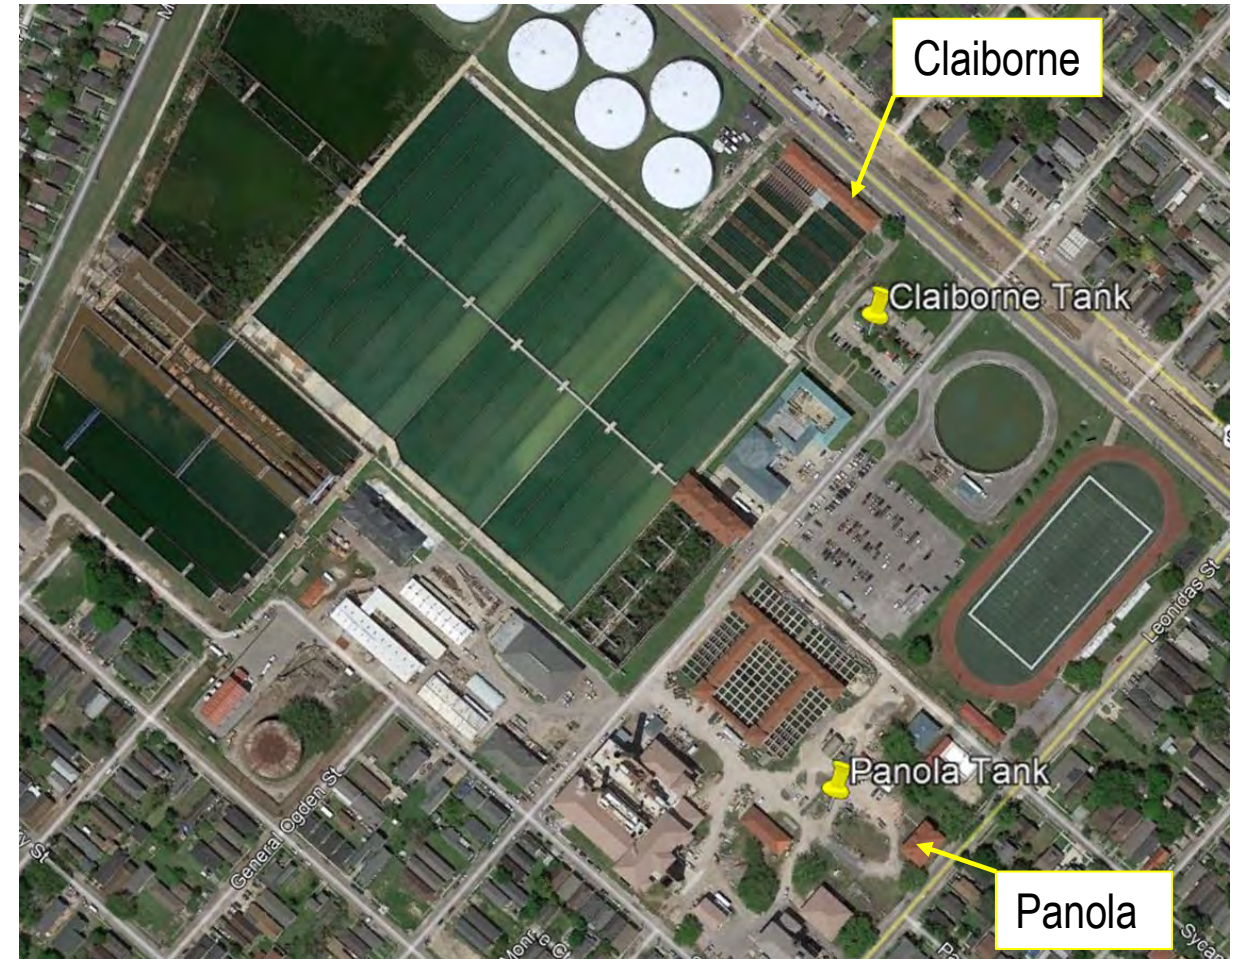 Claiborne
Claiborne Tank
Leonidas St
Panola Tank
General Ogden St
Panola